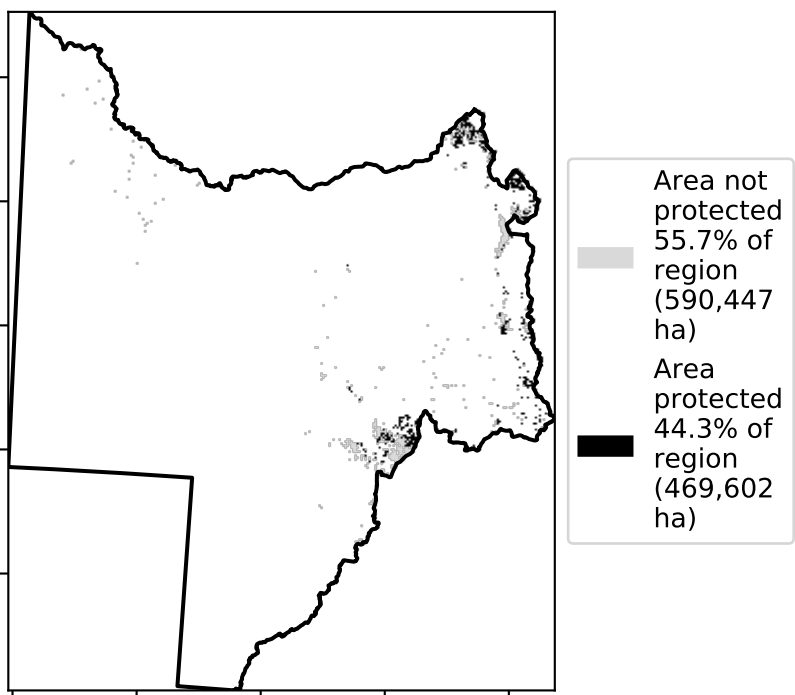 Area not
protected
55.7% of
region
(590,447
ha)
Area
protected
44.3% of
region
(469,602
ha)